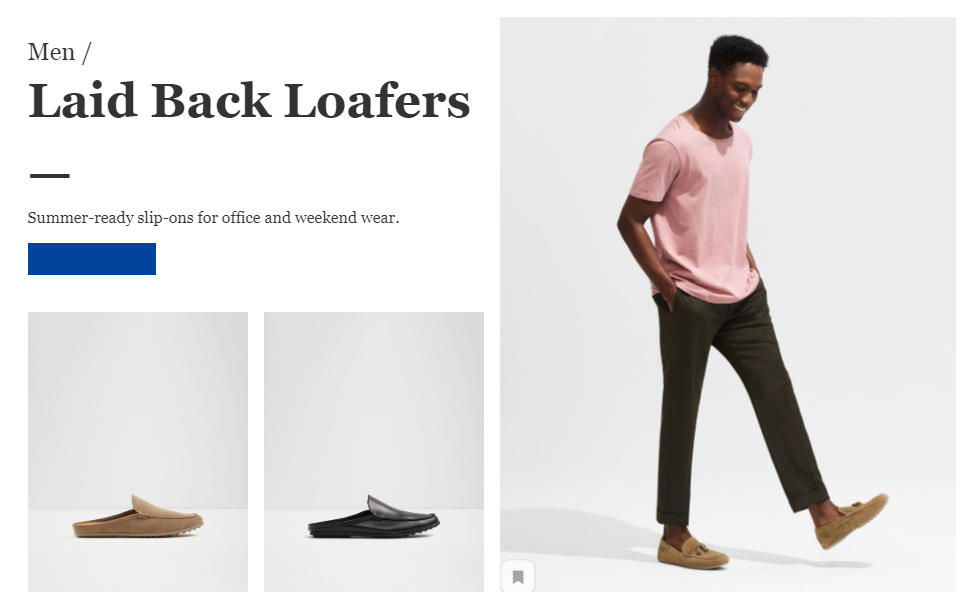 Men /
Laid Back Loafers
Summer-ready slip-ons for office and weekend wear.